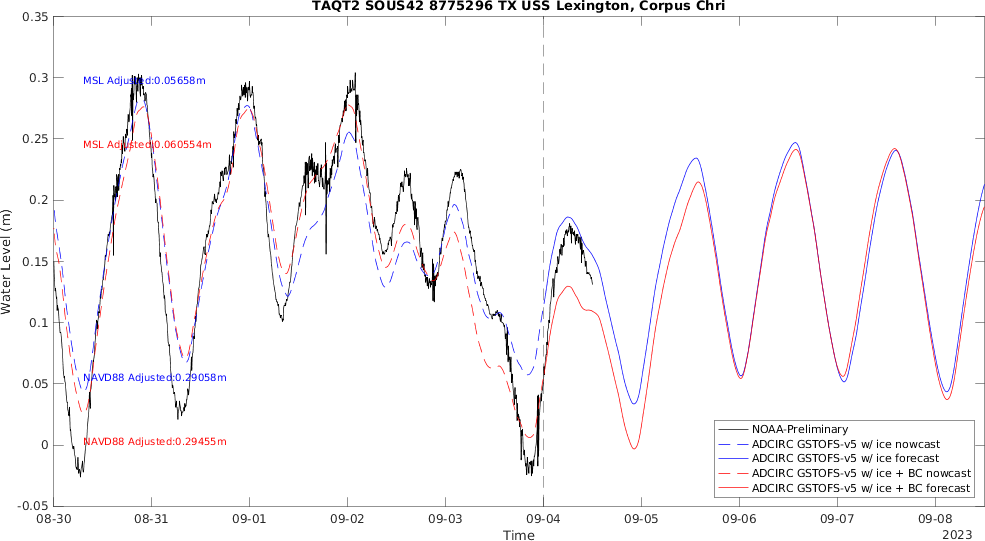 TAQT2 SOUS42 8775296 TX USS Lexington, Corpus Chri
0.35
0.3
0.25
0.2
0.15
0.1
0.05
0
-0.05
Water Level (m)
MSL Adjusted:0.05658m
MSL Adjusted:0.060554m
NAVD88 Adjusted:0.29058m
NAVD88 Adjusted:0.29455m
NOAA-Preliminary
ADCIRC GSTOFS-v5 w/ ice nowcast
ADCIRC GSTOFS-v5 w/ ice forecast
ADCIRC GSTOFS-v5 w/ ice + BC nowcast
ADCIRC GSTOFS-v5 w/ ice + BC forecast
08-30 08-31 09-01 09-02 09-03 09-04 09-05 09-06 09-07 09-08
Time
2023